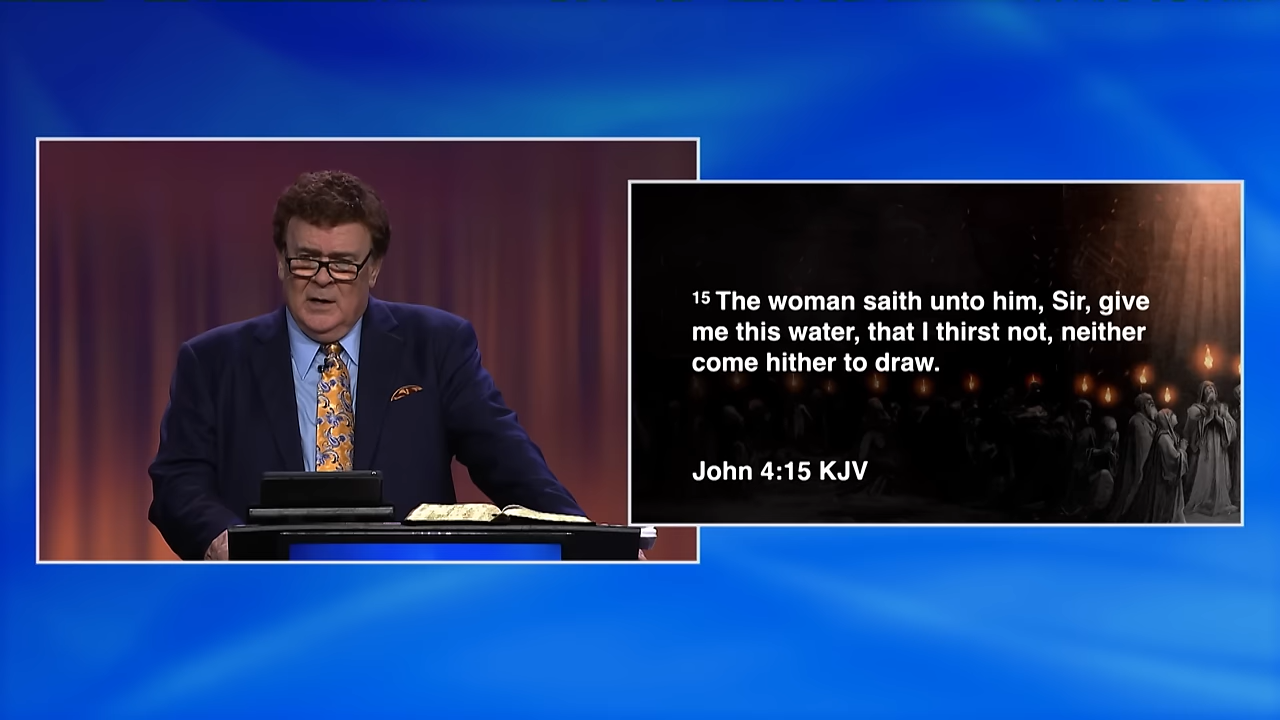 15 The woman saith unto him, Sir, give
me this water, that I thirst not, neither
come hither to draw.
John 4:15 KJV